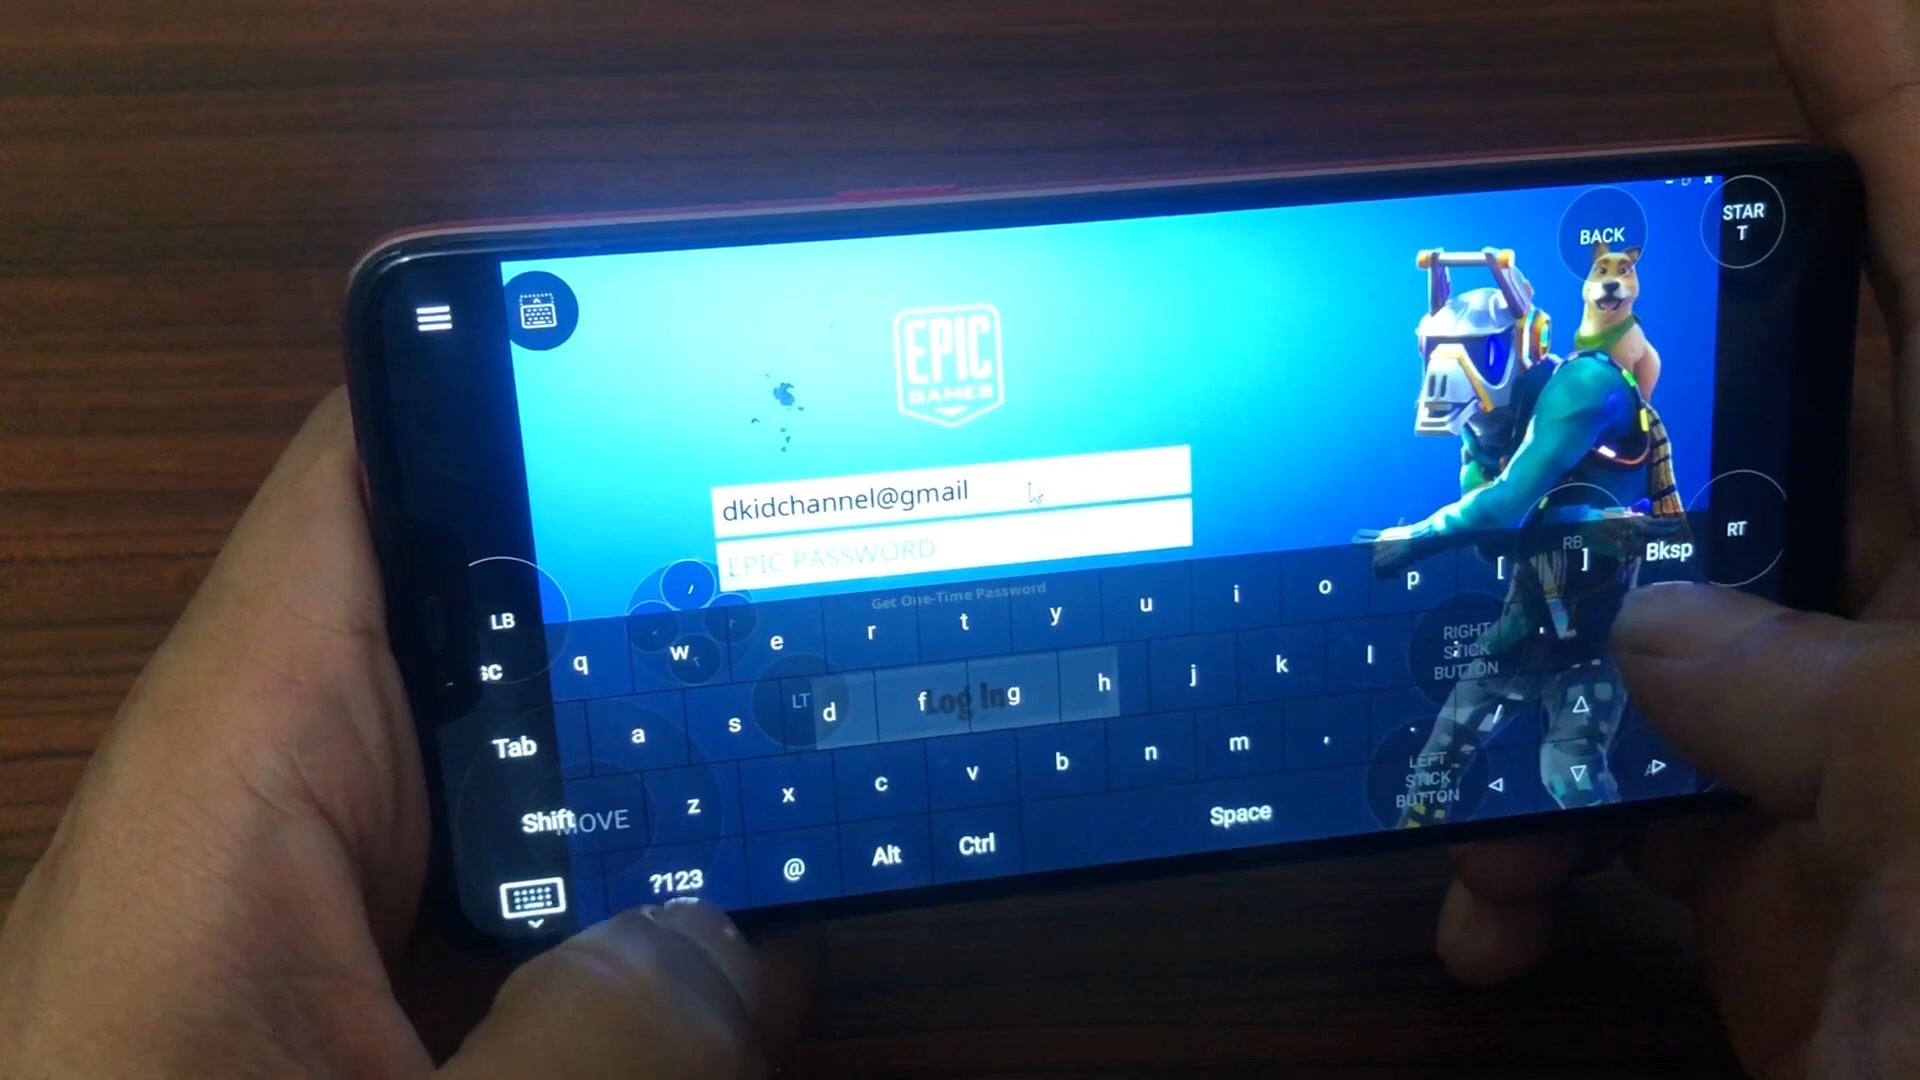 STAR
T
BACK
EPIC
GAMES
dkidchannel@gmail
EPIC PASSWORD
Get One-Time Password
RT
RB
LB
q w e r t y u i o p [ ] Bksp
LT
Log In
RIGHT
STICK
BUTTON
Tab a s d f g h j k l
Shift z x c v b n m , . /
MOVE
LEFT
STICK
BUTTON
?123 @ Alt Ctrl Space